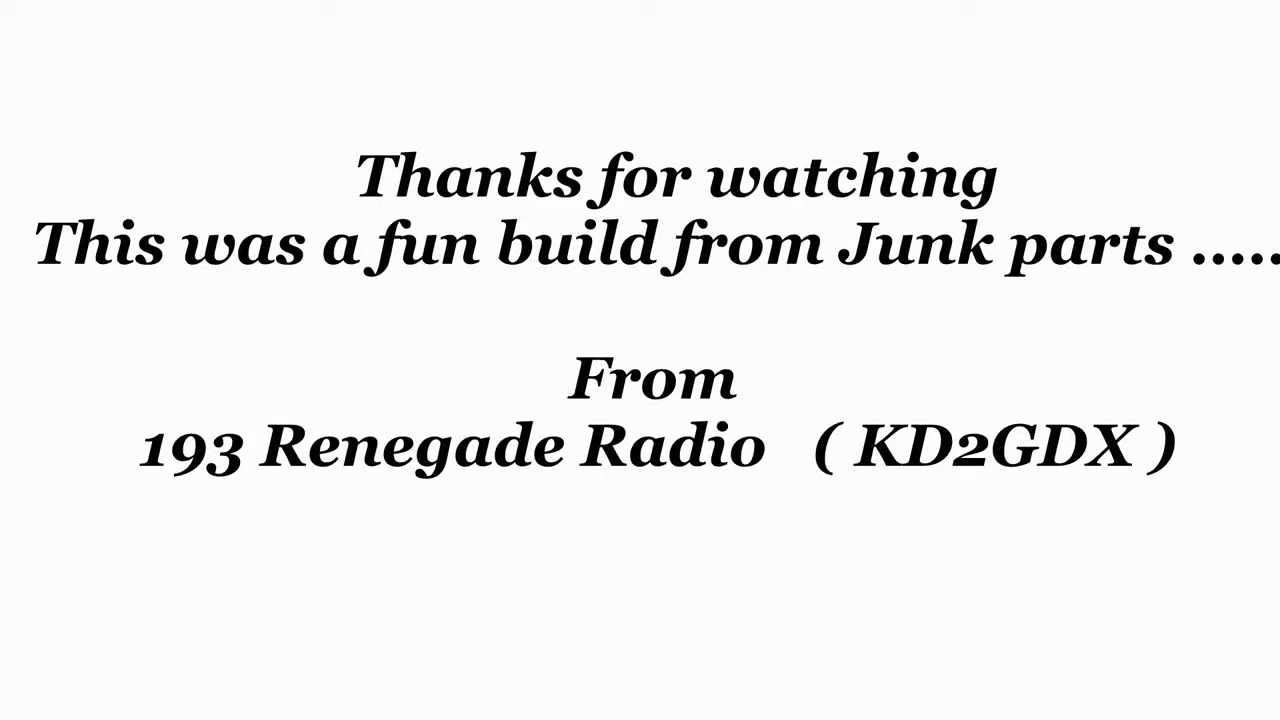 Thanks for watching
This was a fun build from Junk parts .....
From
193 Renegade Radio ( KD2GDX )